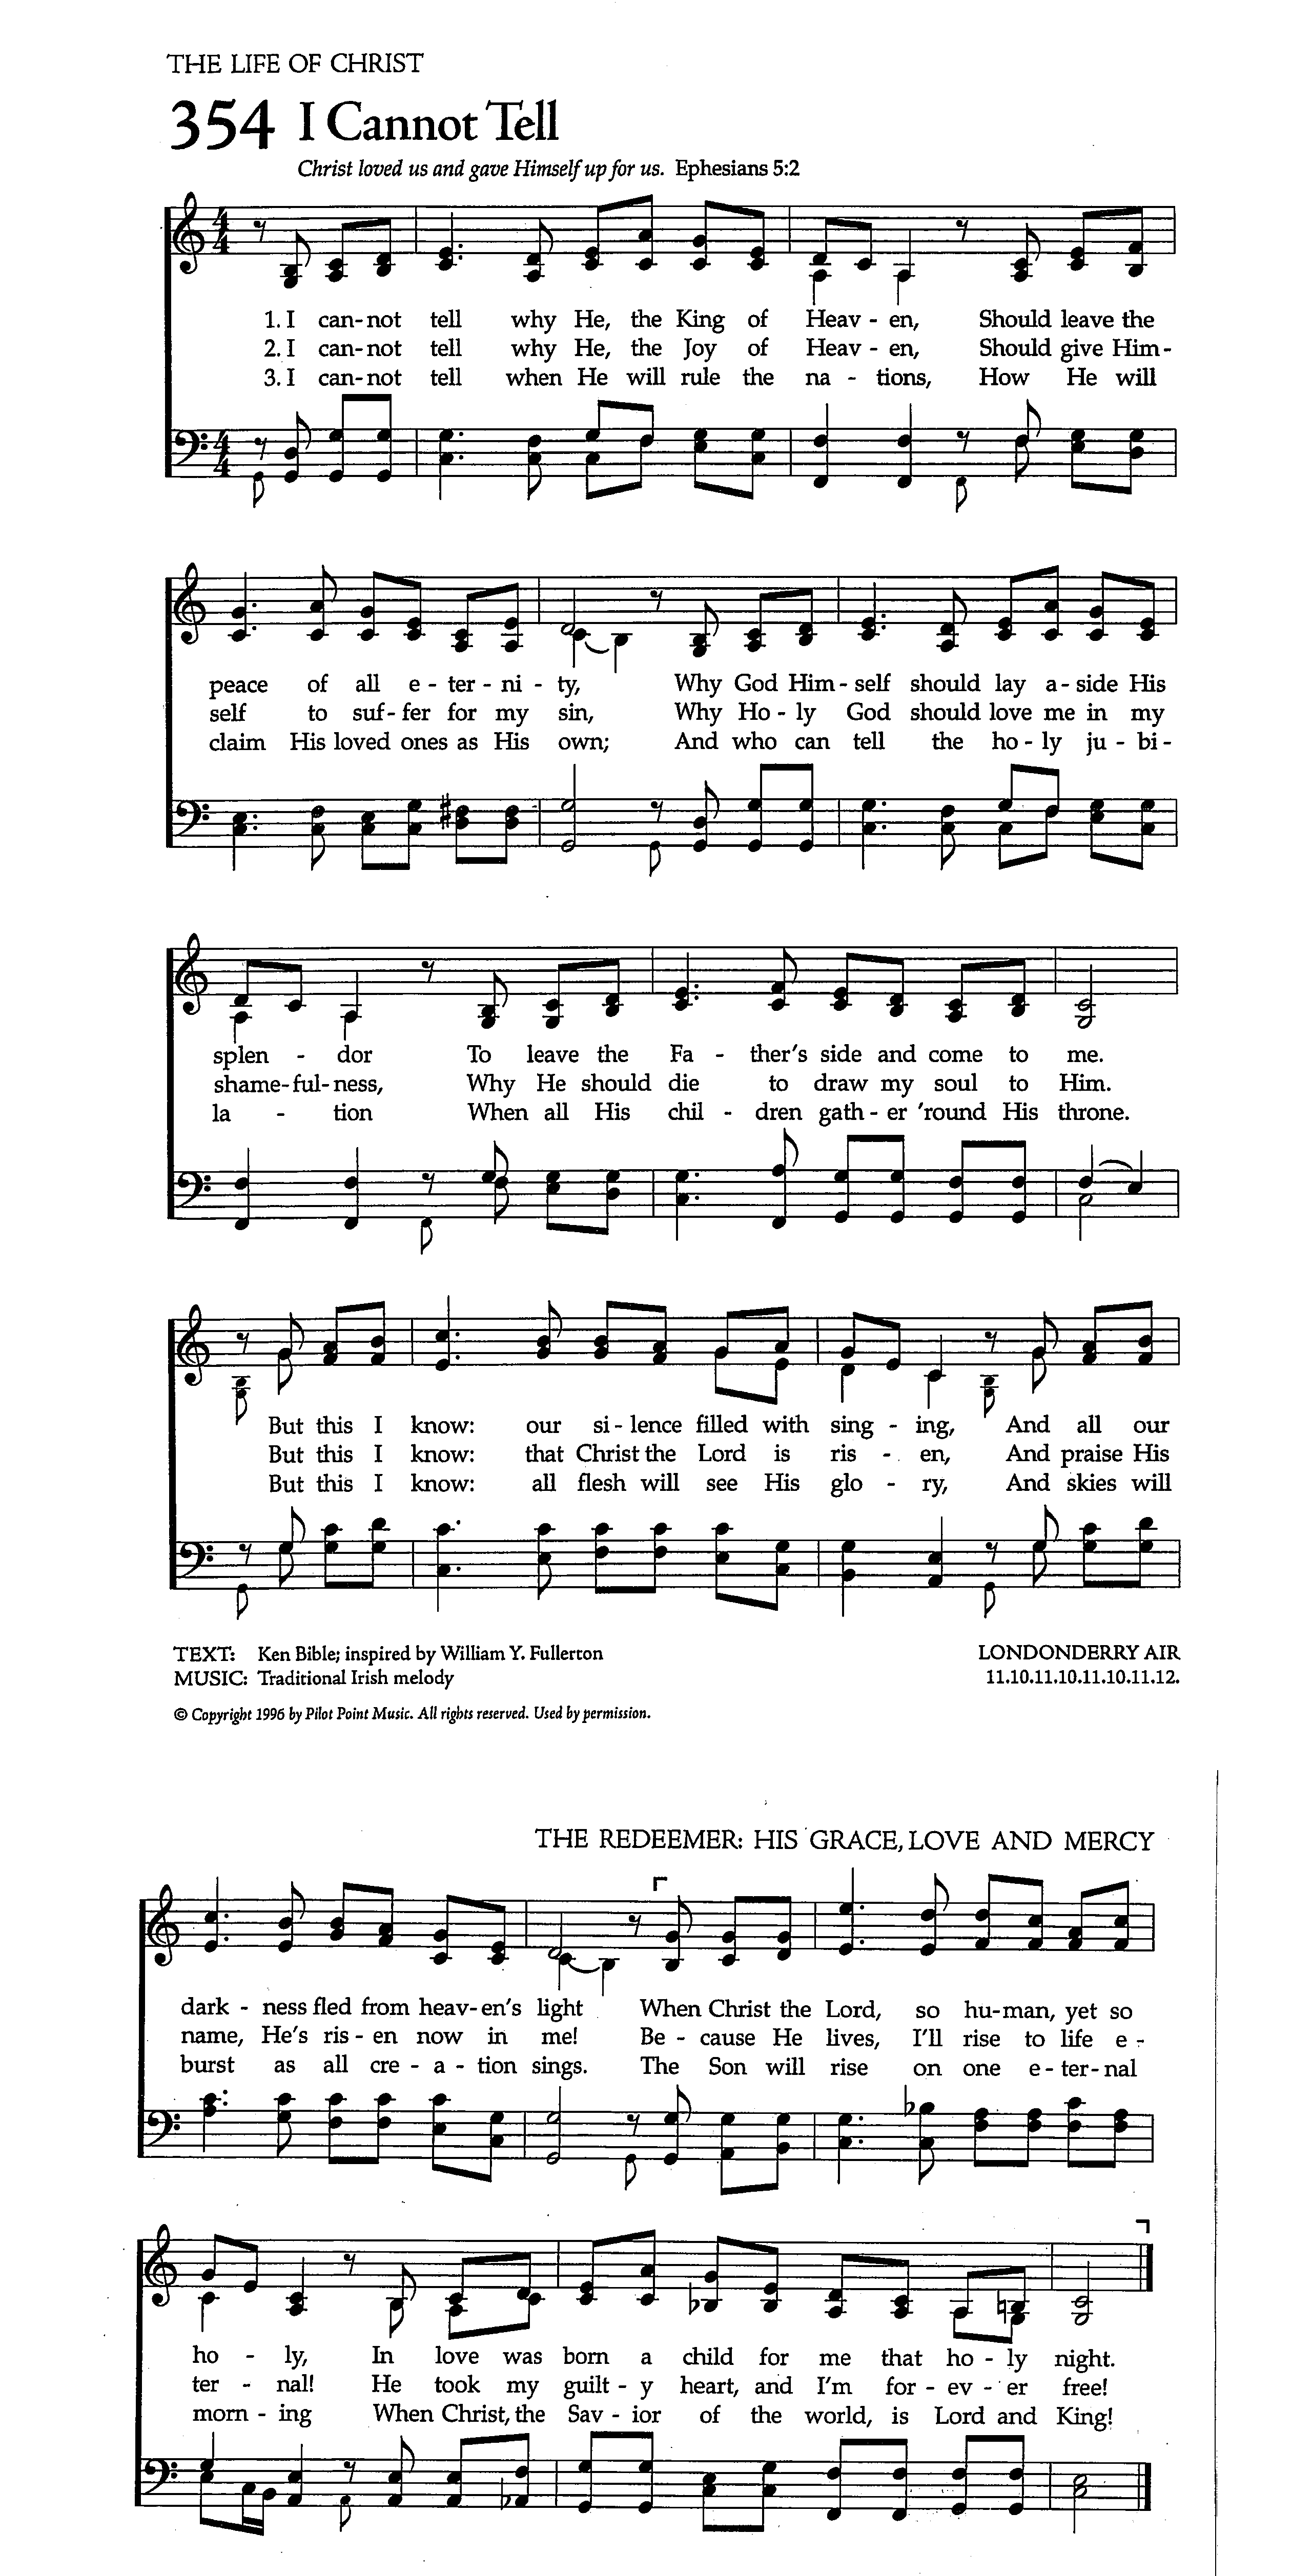 THE LIFE OF CHRIST
354 I Cannot Tell
Christ loved us and gave Himself up for us. Ephesians 5:2
1. I can-not tell why He, the King of Heav - en, Should leave the
2. I can-not tell why He, the Joy of Heav - en, Should give Him-
3. I can-not tell when He will rule the na - tions, How He will
peace of all e - ter - ni - ty, Why God Him - self should lay a - side His
self to suf - fer for my sin, Why Ho - ly God should love me in my
claim His loved ones as His own; And who can tell the ho - ly ju - bi -
splen - dor To leave the Fa - ther's side and come to me.
shame - ful - ness, Why He should die to draw my soul to Him.
la - tion When all His chil - dren gath - er 'round His throne.
But this I know: our si - lence filled with sing - ing, And all our
But this I know: that Christ the Lord is ris - en, And praise His
But this I know: all flesh will see His glo - ry, And skies will
TEXT: Ken Bible; inspired by William Y. Fullerton LONDONDERRY AIR
MUSIC: Traditional Irish melody 11.10.11.10.11.10.11.12.
© Copyright 1996 by Pilot Point Music. All rights reserved. Used by permission.
THE REDEEMER: HIS GRACE, LOVE AND MERCY
dark - ness fled from heav - en's light When Christ the Lord, so hu - man, yet so
name, He's ris - en now in me! Be - cause He lives, I'll rise to life e -
burst as all cre - a - tion sings. The Son will rise on one e - ter - nal
ho - ly, In love was born a child for me that ho - ly night.
ter - nal! He took my guilt - y heart, and I'm for - ev - er free!
morn - ing When Christ, the Sav - ior of the world, is Lord and King!